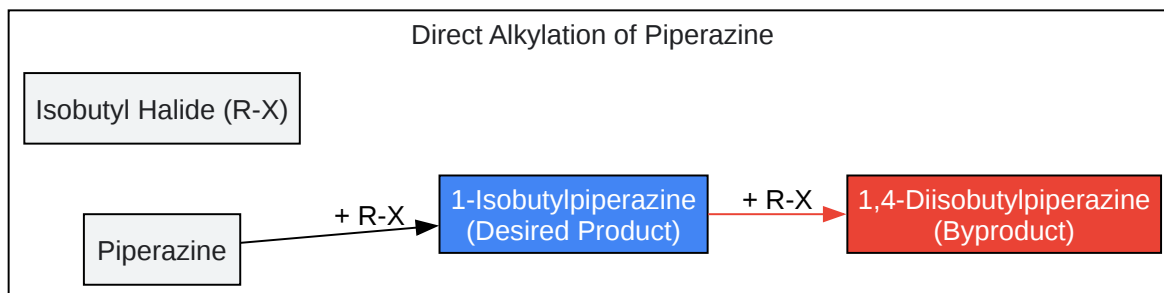 Direct Alkylation of Piperazine
Isobutyl Halide (R-X)
Piperazine
+ R-X
1-Isobutylpiperazine
(Desired Product)
+ R-X
1,4-Diisobutylpiperazine
(Byproduct)